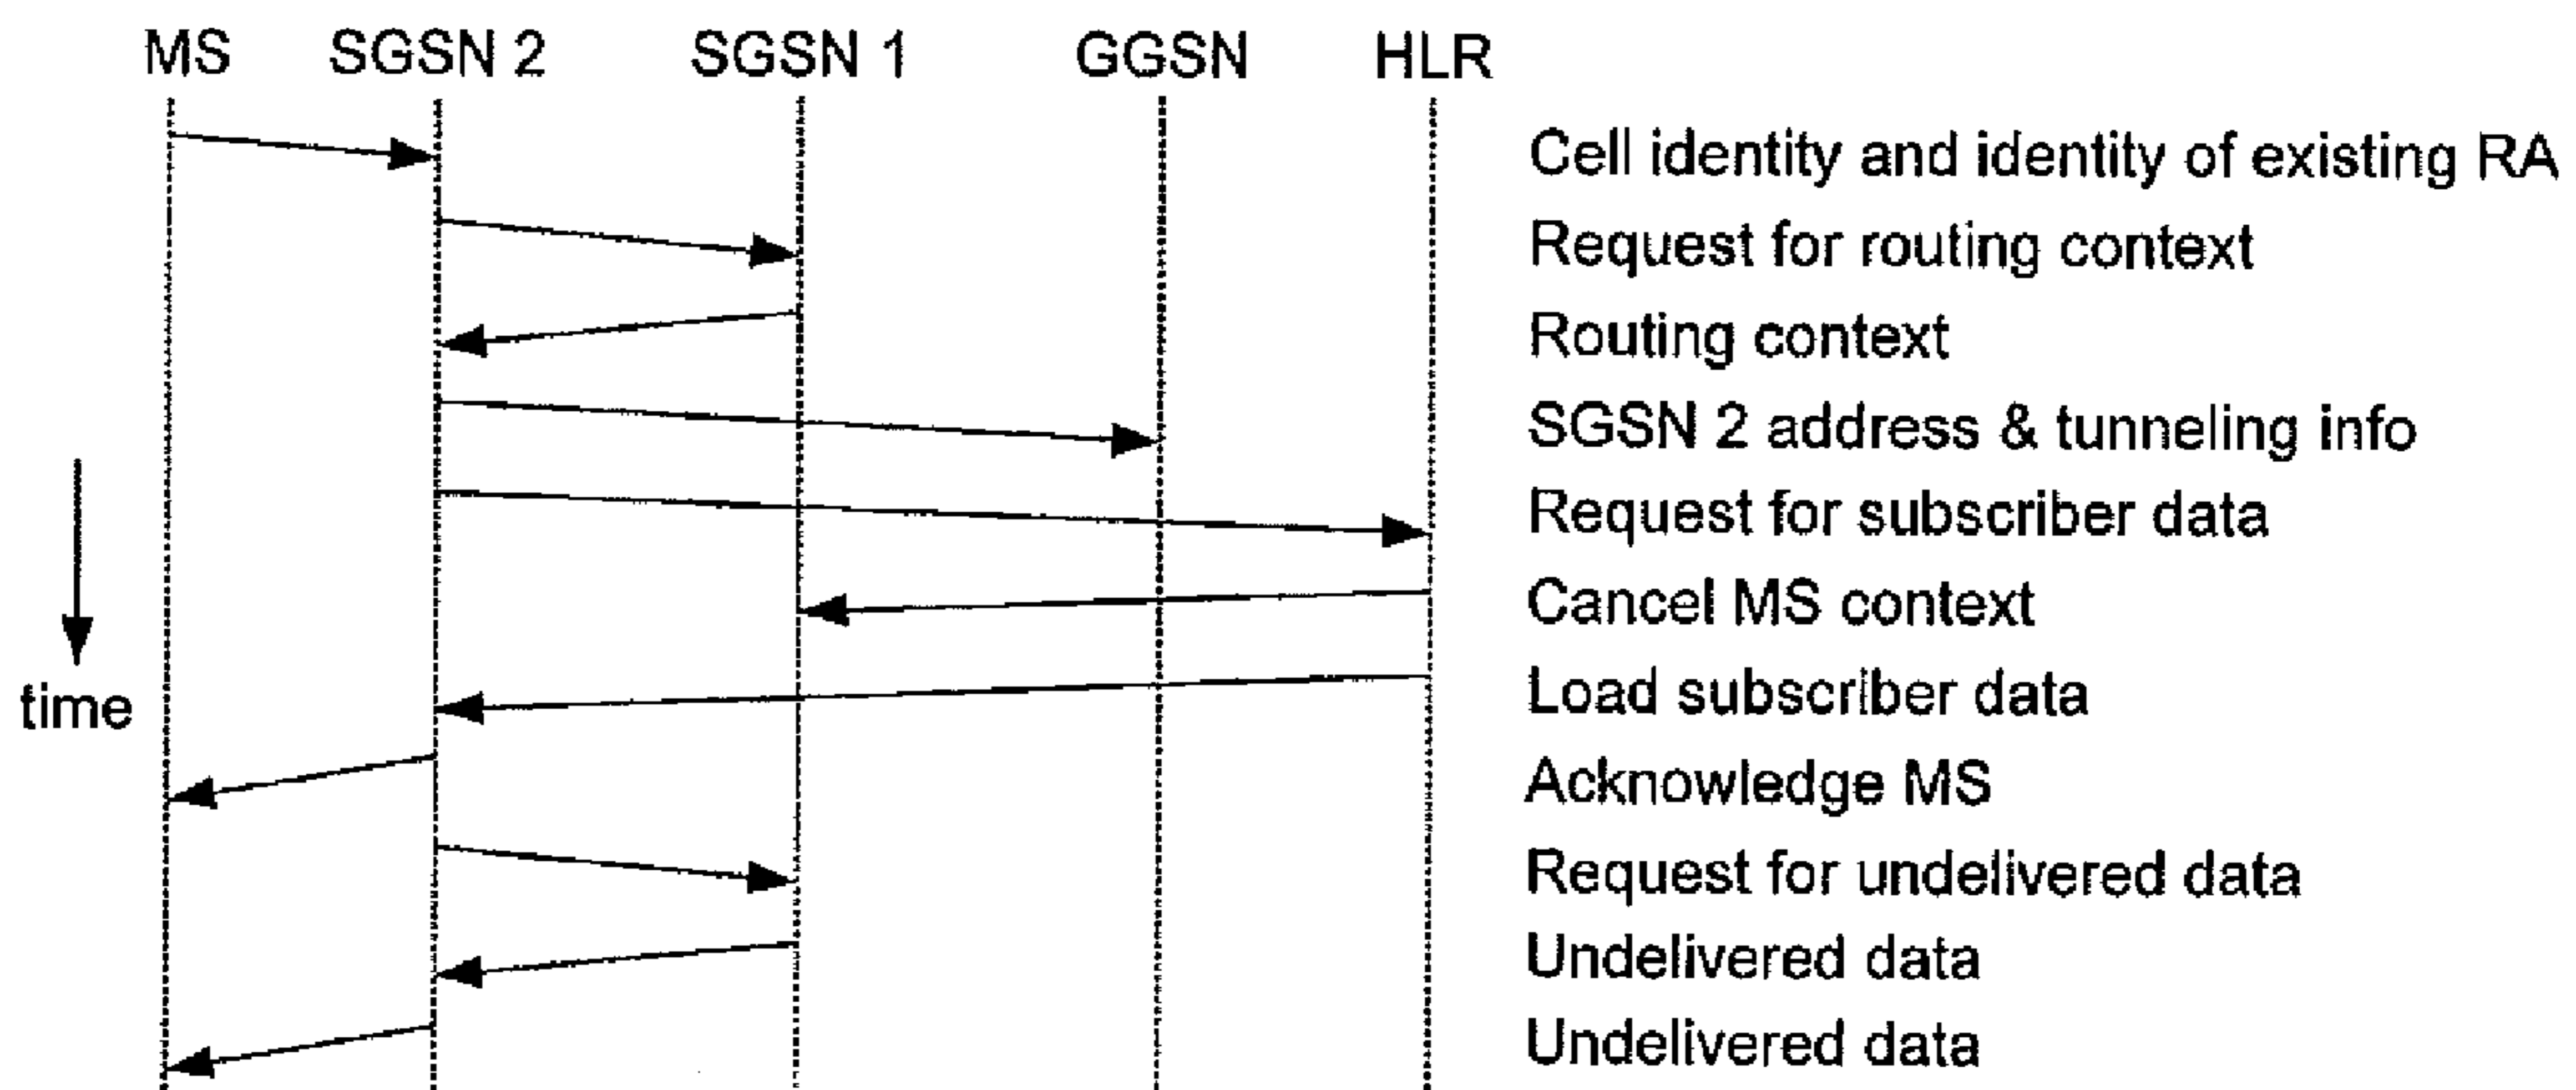 MS SGSN 2 SGSN 1 GGSN HLR
Cell identity and identity of existing RA
Request for routing context
Routing context
SGSN 2 address & tunneling info
Request for subscriber data
Cancel MS context
Load subscriber data
time
Acknowledge MS
Request for undelivered data
Undelivered data
Undelivered data